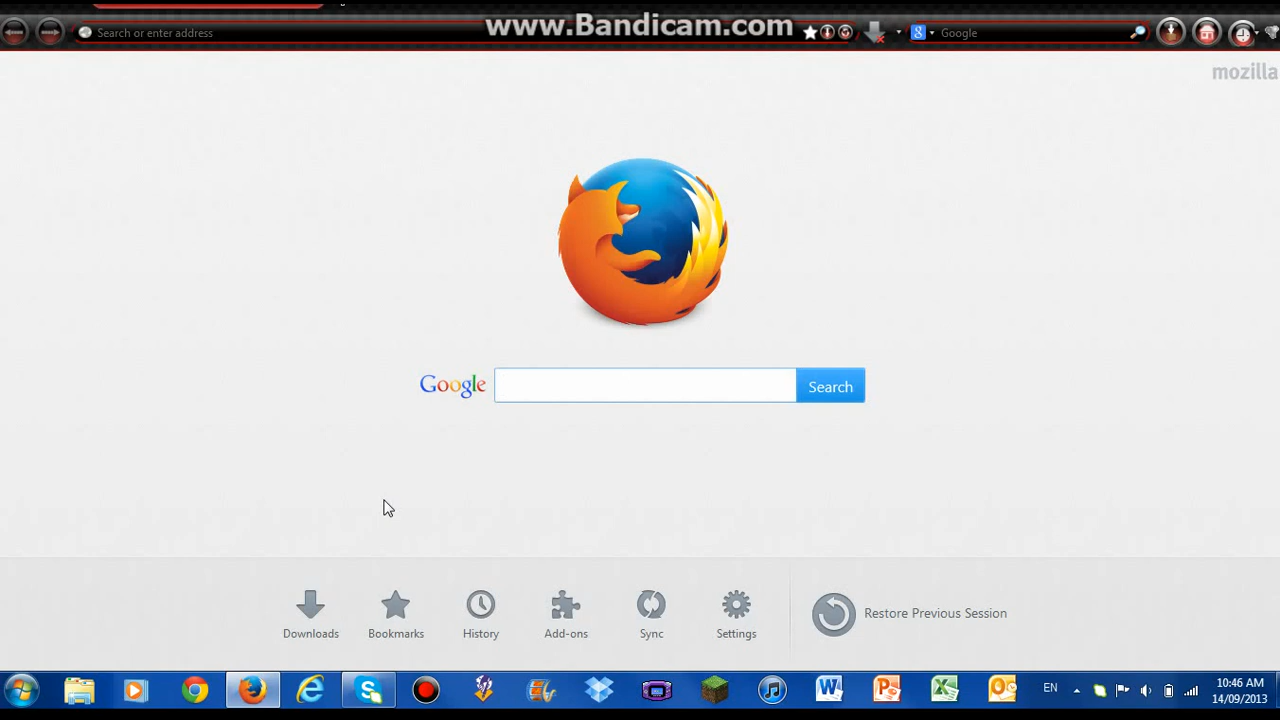 www.Bandicam.com
Search or enter address
Google
mozilla
Google
Search
Downloads
Bookmarks
History
Add-ons
Sync
Settings
Restore Previous Session
EN
10:46 AM
14/09/2013